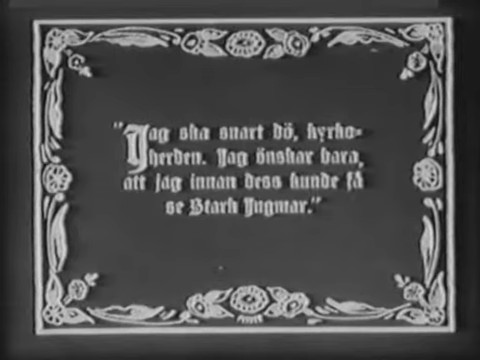 "Jag ska snart dö, kyrko-
herden. Jag önskar bara,
att jag innan dess kunde få
se Stark Ingmar."